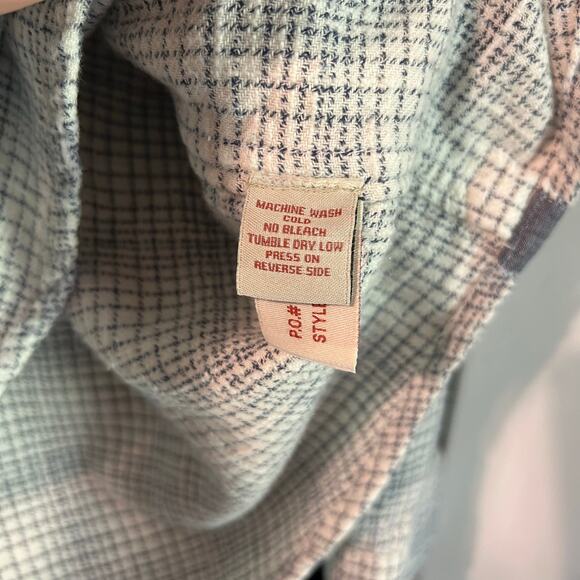 MACHINE WASH
COLD
NO BLEACH
TUMBLE DRY LOW
PRESS ON
REVERSE SIDE
P.O.#
STYLE